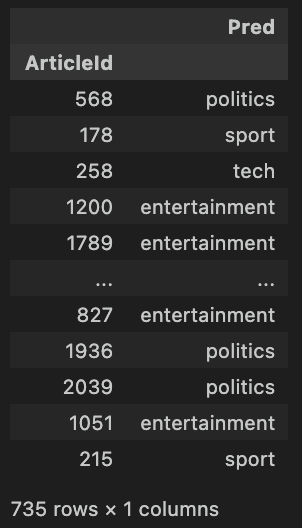 Pred
ArticleId
568 politics
178 sport
258 tech
1200 entertainment
1789 entertainment
... ...
827 entertainment
1936 politics
2039 politics
1051 entertainment
215 sport
735 rows × 1 columns